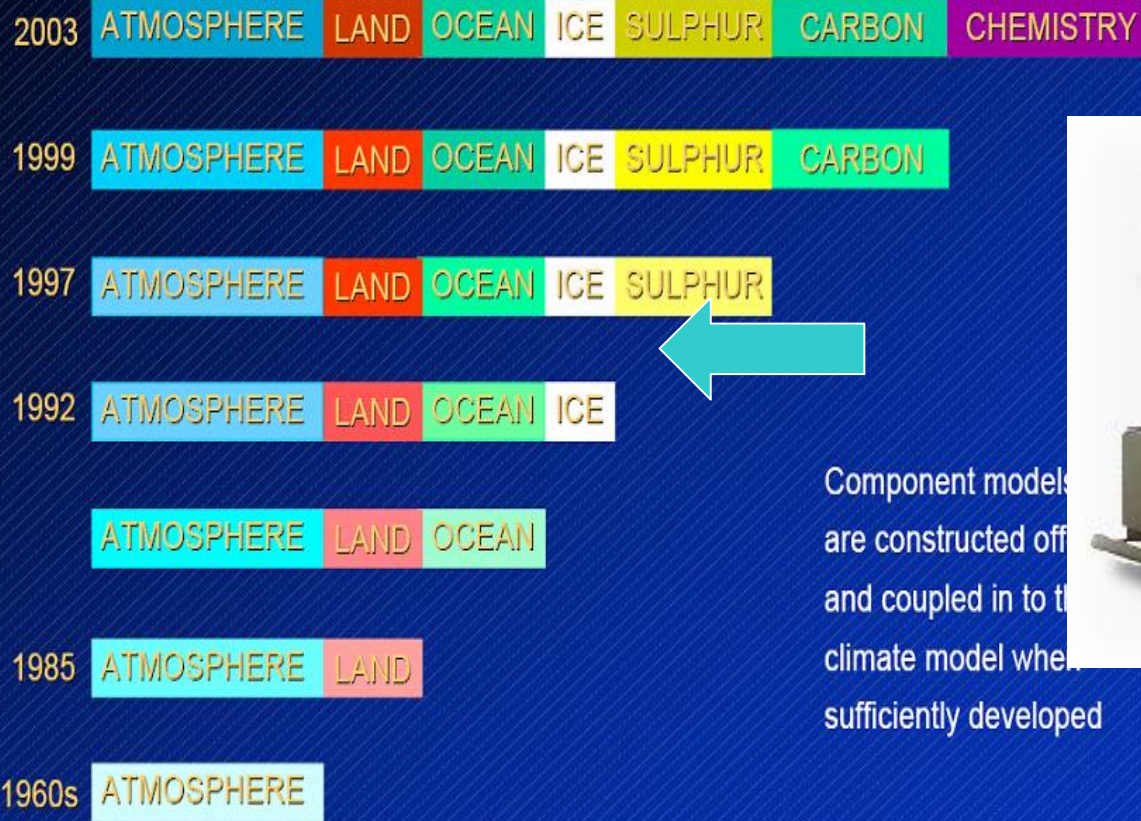 2003 ATMOSPHERE LAND OCEAN ICE SULPHUR CARBON CHEMISTRY
1999 ATMOSPHERE LAND OCEAN ICE SULPHUR CARBON
1997 ATMOSPHERE LAND OCEAN ICE SULPHUR
1992 ATMOSPHERE LAND OCEAN ICE
ATMOSPHERE LAND OCEAN
1985 ATMOSPHERE LAND
1960s ATMOSPHERE
Component models
are constructed off
and coupled in to
climate model when
sufficiently developed